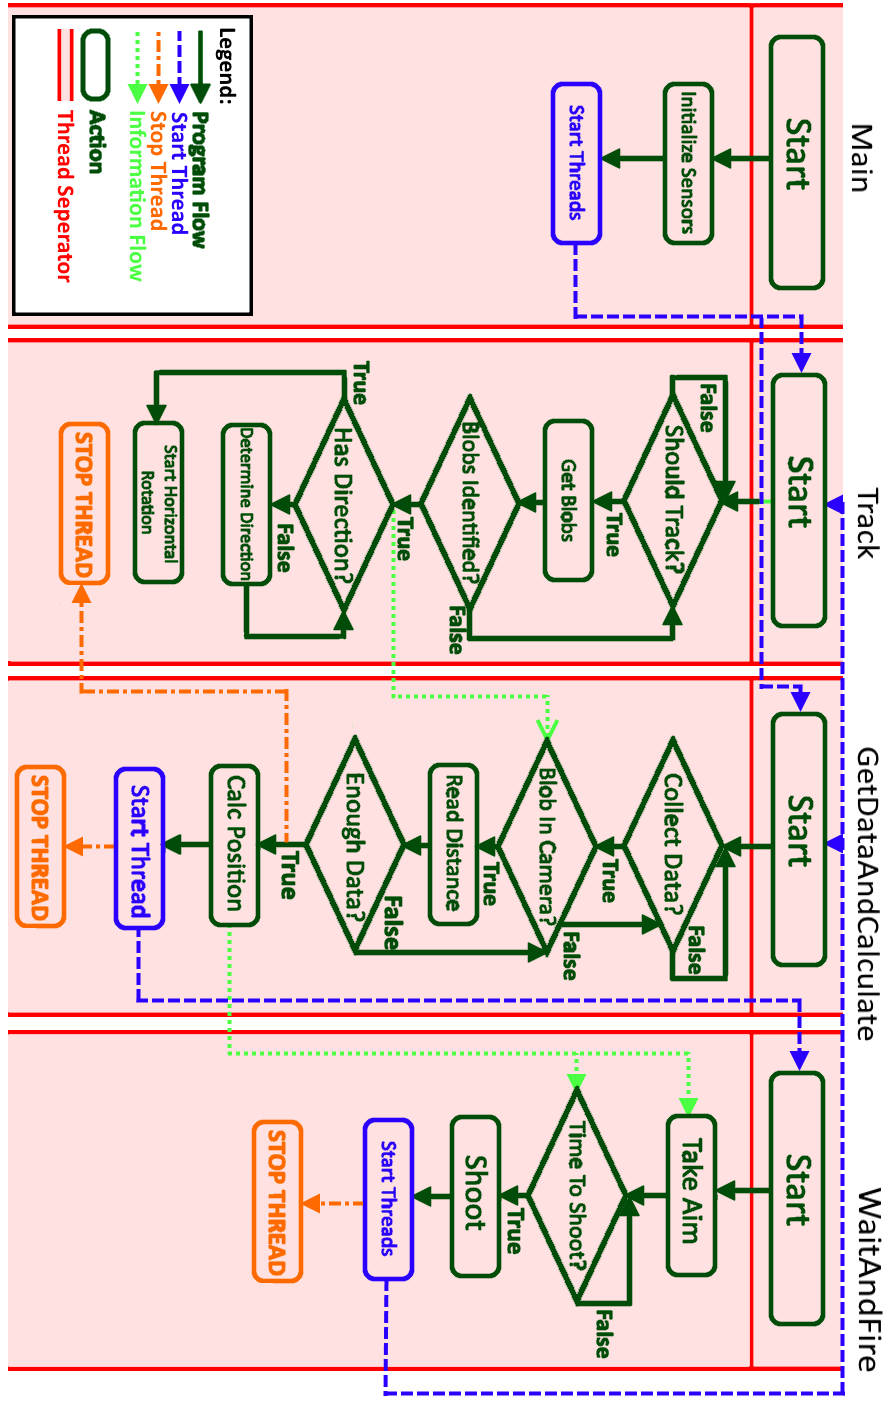 Main
Start
Initialize Sensors
Start Threads
Legend:
Program Flow
Start Thread
Stop Thread
Information Flow
Action
Thread Seperator
Track
Start
Should Track?
False
True
Get Blobs
Blobs Identified?
False
True
Has Direction?
True
False
Determine Direction
Start Horizontal
Rotation
STOP THREAD
GetDataAndCalculate
Start
Collect Data?
False
True
Blob In Camera?
False
True
Read Distance
Enough Data?
False
True
Calc Position
Start Thread
STOP THREAD
WaitAndFire
Start
Take Aim
Time To Shoot?
False
True
Shoot
Start Threads
STOP THREAD